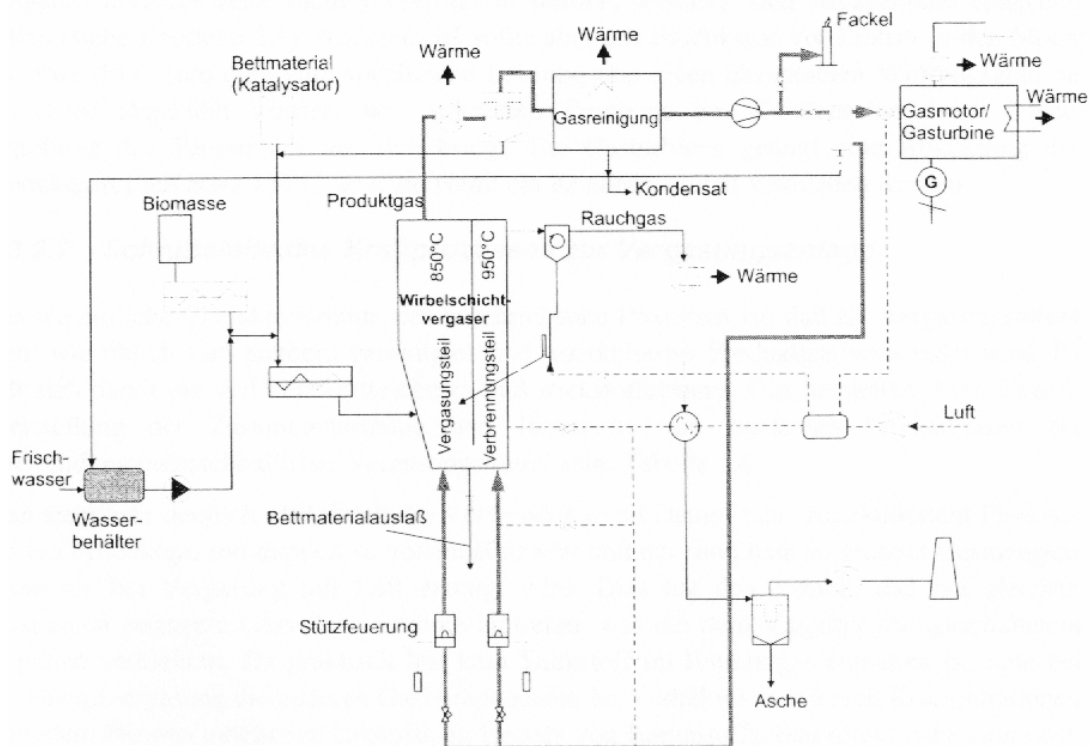 Fackel
Wärme
Wärme
Wärme
Bettmaterial
(Katalysator)
Gasreinigung
Gasmotor/
Gasturbine
Wärme
Kondensat
G
Biomasse
Produktgas
Rauchgas
850°C
950°C
Wärme
Wirbelschicht-
vergaser
Vergasungsteil
Verbrennungsteil
Luft
Frisch-
wasser
Wasser-
behälter
Bettmaterialauslaß
Stützfeuerung
Asche